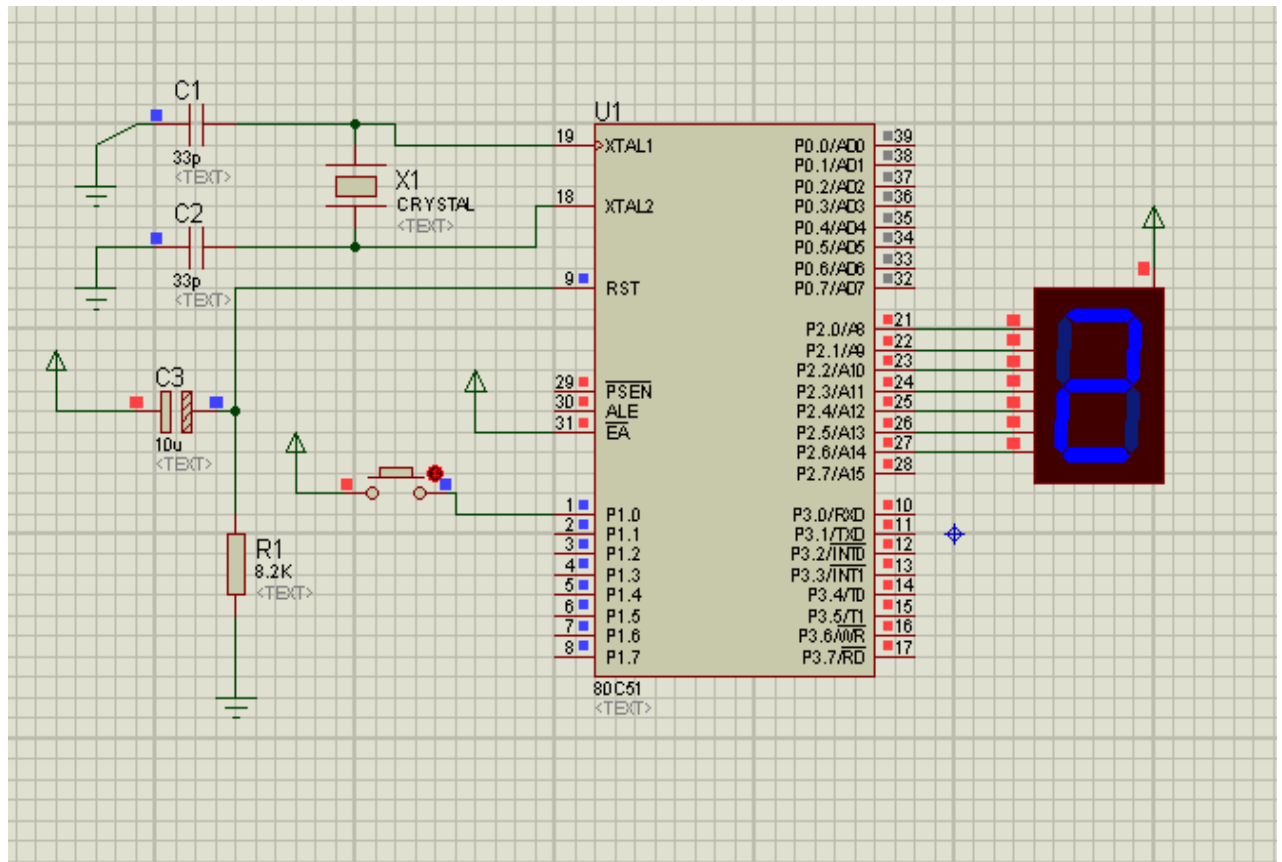 C1
33p
<TEXT>
X1
CRYSTAL
<TEXT>
C2
33p
<TEXT>
C3
10u
<TEXT>
R1
8.2K
<TEXT>
U1
19 XTAL1
18 XTAL2
9 RST
29 PSEN
30 ALE
31 EA
1 P1.0
2 P1.1
3 P1.2
4 P1.3
5 P1.4
6 P1.5
7 P1.6
8 P1.7
P0.0/AD0 39
P0.1/AD1 38
P0.2/AD2 37
P0.3/AD3 36
P0.4/AD4 35
P0.5/AD5 34
P0.6/AD6 33
P0.7/AD7 32
P2.0/A8 21
P2.1/A9 22
P2.2/A10 23
P2.3/A11 24
P2.4/A12 25
P2.5/A13 26
P2.6/A14 27
P2.7/A15 28
P3.0/RXD 10
P3.1/TXD 11
P3.2/INT0 12
P3.3/INT1 13
P3.4/T0 14
P3.5/T1 15
P3.6/WR 16
P3.7/RD 17
80C51
<TEXT>
2